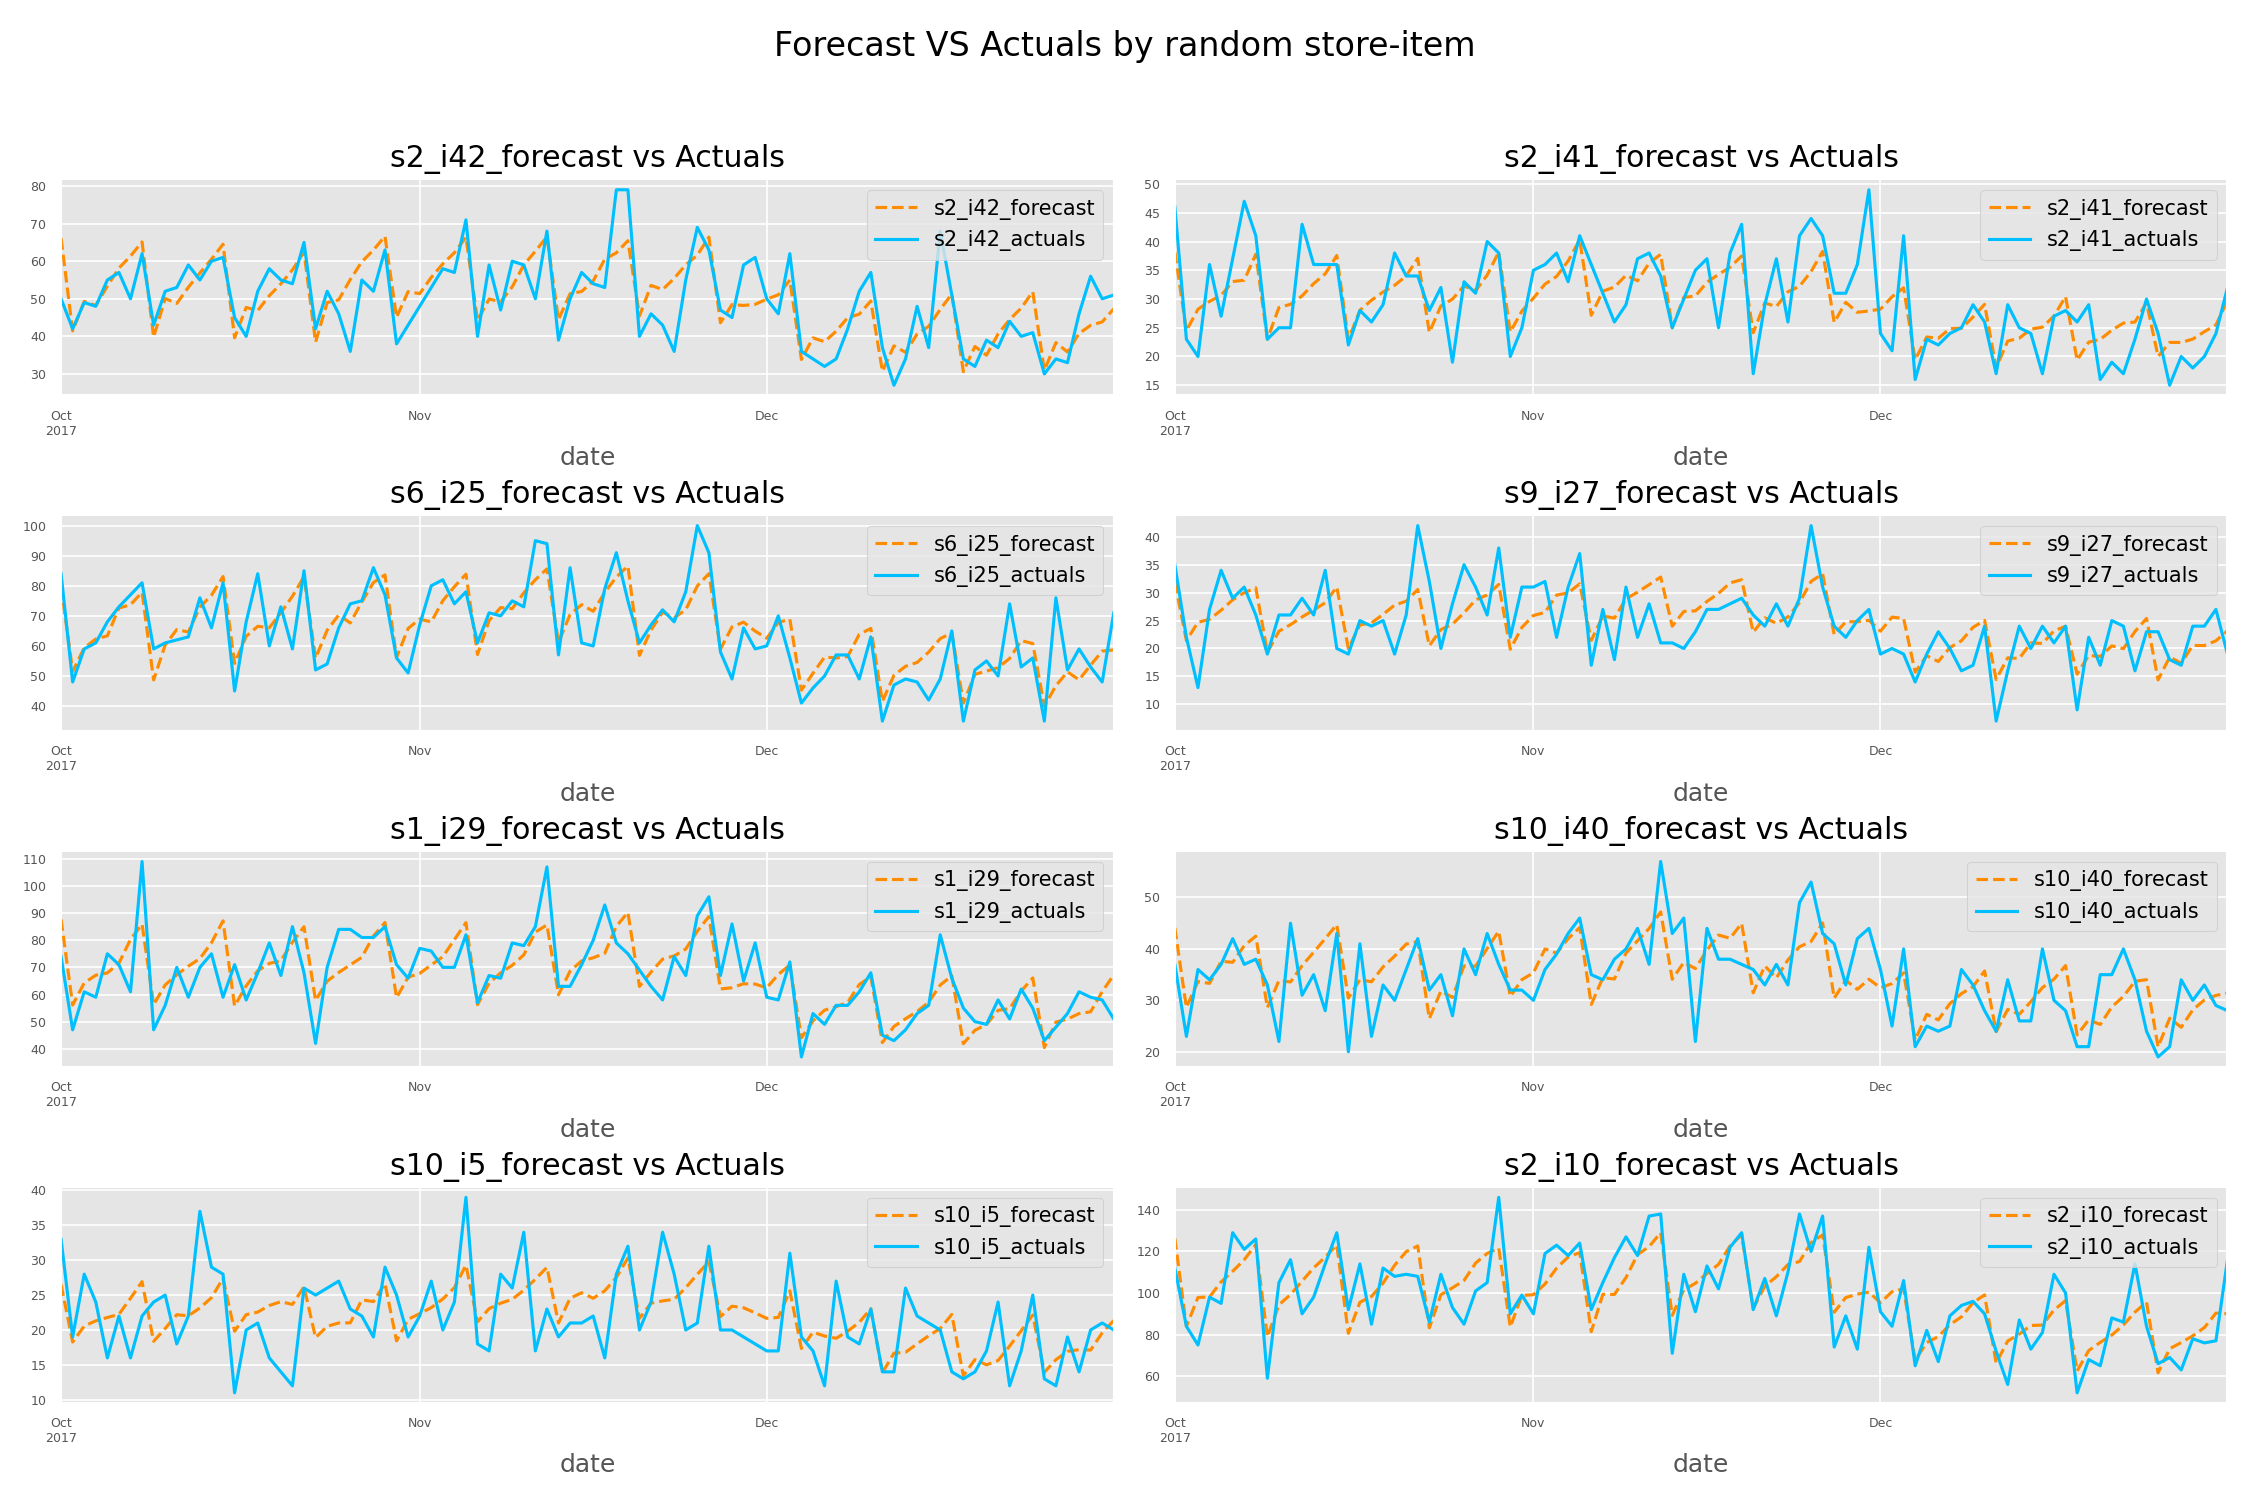 Forecast VS Actuals by random store-item
s2_i42_forecast vs Actuals
80
70
60
50
40
30
s2_i42_forecast
s2_i42_actuals
Oct
2017
Nov
Dec
date
s2_i41_forecast vs Actuals
50
45
40
35
30
25
20
15
s2_i41_forecast
s2_i41_actuals
Oct
2017
Nov
Dec
date
s6_i25_forecast vs Actuals
100
90
80
70
60
50
40
s6_i25_forecast
s6_i25_actuals
Oct
2017
Nov
Dec
date
s9_i27_forecast vs Actuals
40
35
30
25
20
15
10
s9_i27_forecast
s9_i27_actuals
Oct
2017
Nov
Dec
date
s1_i29_forecast vs Actuals
110
100
90
80
70
60
50
40
s1_i29_forecast
s1_i29_actuals
Oct
2017
Nov
Dec
date
s10_i40_forecast vs Actuals
50
40
30
20
s10_i40_forecast
s10_i40_actuals
Oct
2017
Nov
Dec
date
s10_i5_forecast vs Actuals
40
35
30
25
20
15
10
s10_i5_forecast
s10_i5_actuals
Oct
2017
Nov
Dec
date
s2_i10_forecast vs Actuals
140
120
100
80
60
s2_i10_forecast
s2_i10_actuals
Oct
2017
Nov
Dec
date